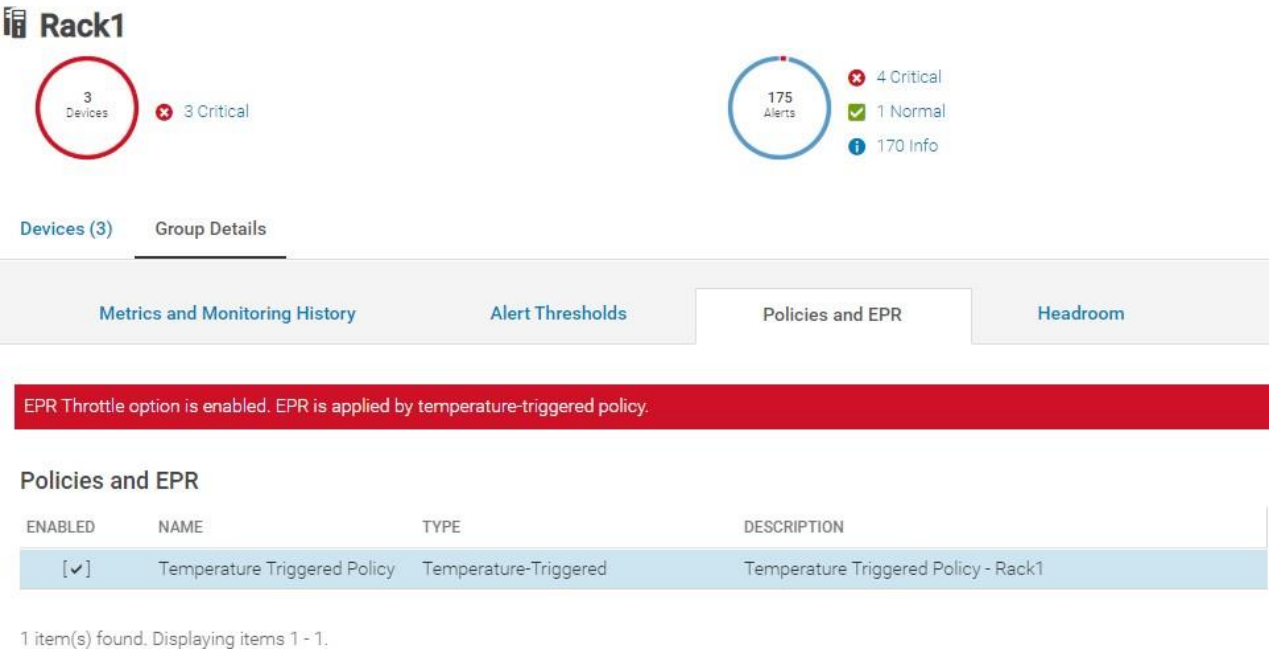 Rack1
3
Devices
3 Critical
175
Alerts
4 Critical
1 Normal
170 Info
Devices (3) Group Details
Metrics and Monitoring History Alert Thresholds Policies and EPR Headroom
EPR Throttle option is enabled. EPR is applied by temperature-triggered policy.
Policies and EPR
ENABLED NAME TYPE DESCRIPTION
[✔] Temperature Triggered Policy Temperature-Triggered Temperature Triggered Policy - Rack1
1 item(s) found. Displaying items 1 - 1.